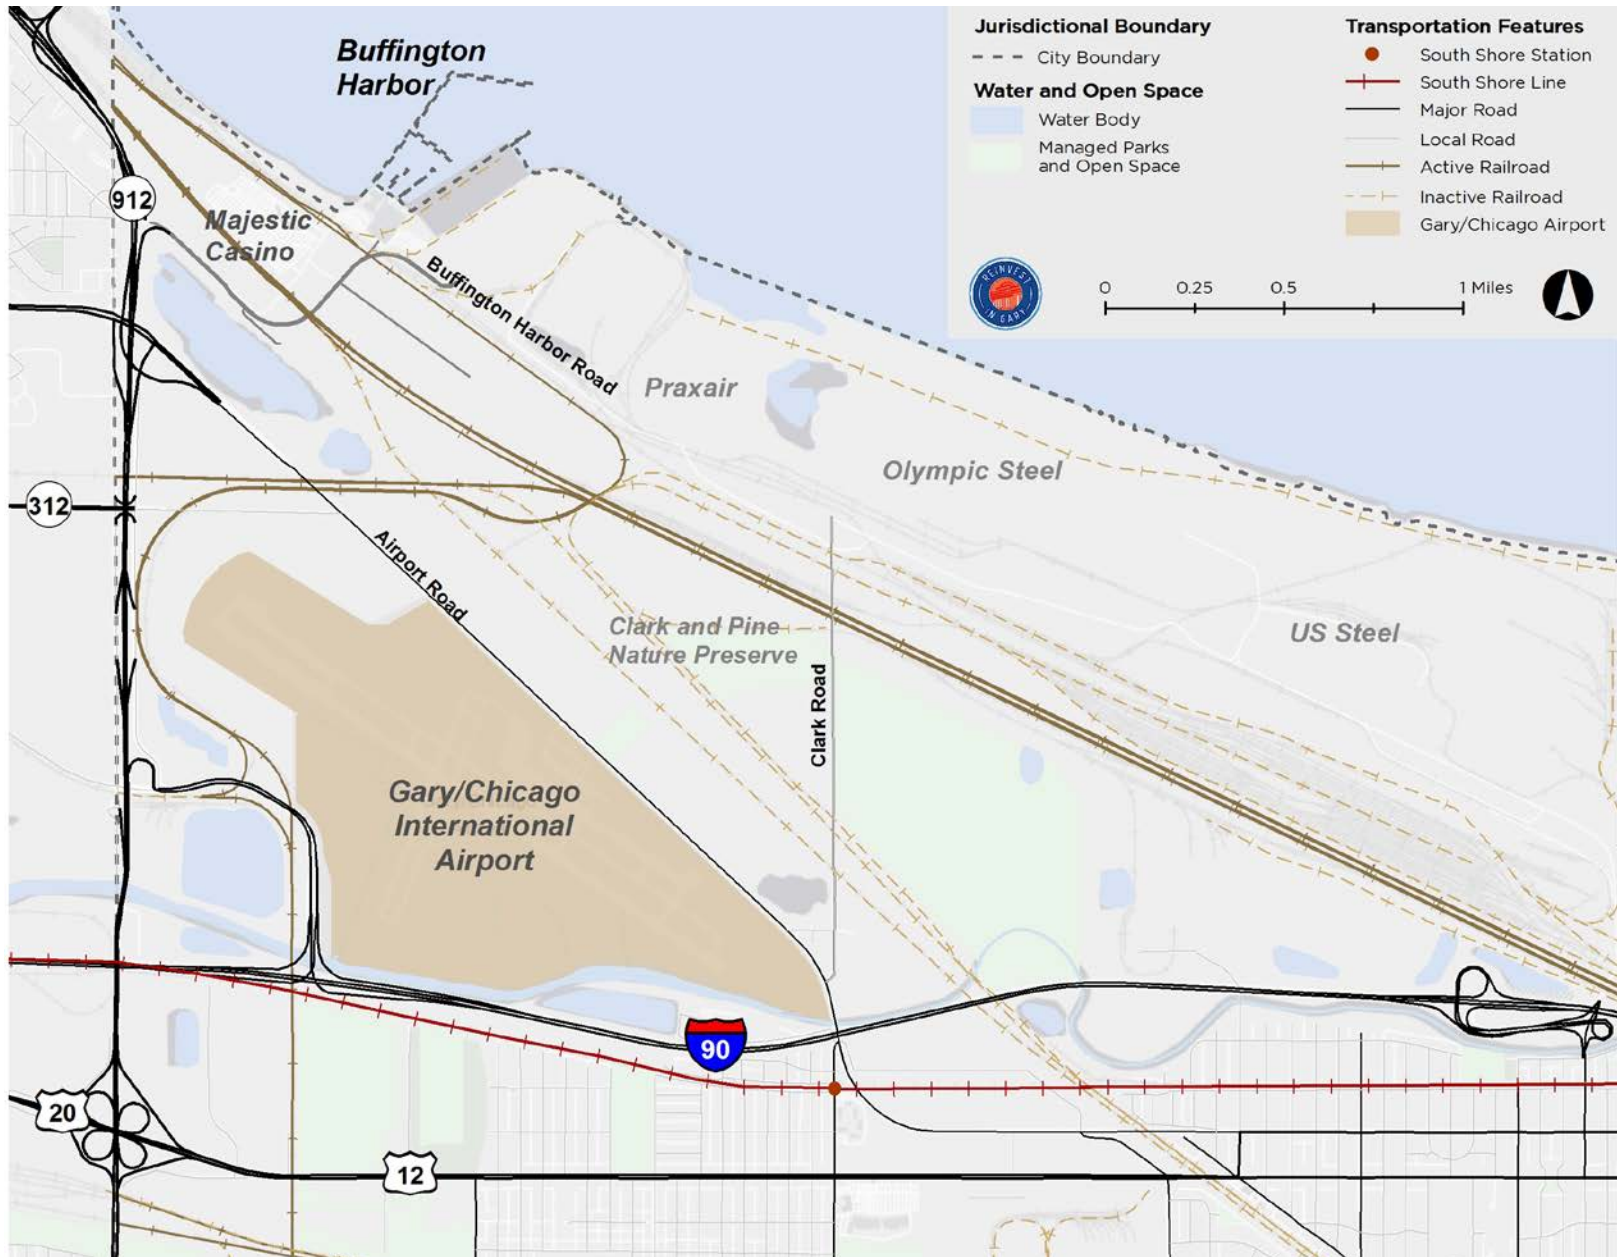 Buffington
Harbor
Jurisdictional Boundary
City Boundary
Water and Open Space
Water Body
Managed Parks
and Open Space
Transportation Features
South Shore Station
South Shore Line
Major Road
Local Road
Active Railroad
Inactive Railroad
Gary/Chicago Airport
REINVEST
IN GARY
0 0.25 0.5 1 Miles
912
Majestic
Casino
Buffington Harbor Road
Praxair
Olympic Steel
312
Airport Road
Clark and Pine
Nature Preserve
US Steel
Clark Road
Gary/Chicago
International
Airport
90
20
12